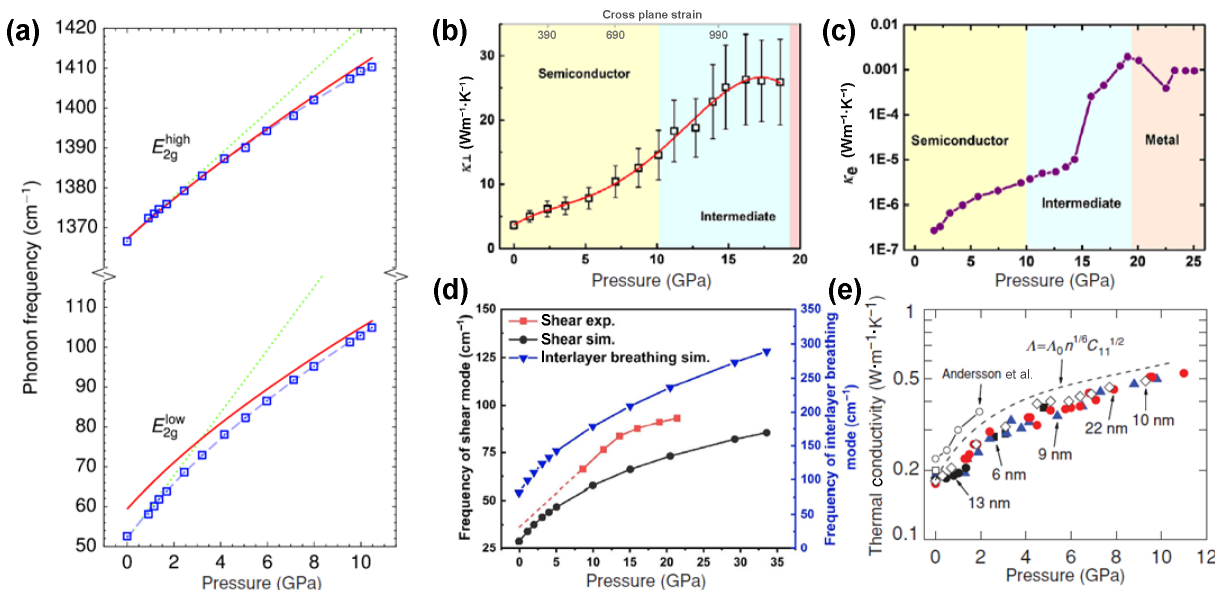 (a)
1420
1410
1400
1390
1380
1370
110
100
90
80
70
60
50
0 2 4 6 8 10
Phonon frequency (cm⁻¹)
Pressure (GPa)
E2g^high
E2g^low
(b)
Cross plane strain
390 690 990
30
20
10
0
0 5 10 15 20
κ⊥ (Wm⁻¹·K⁻¹)
Semiconductor
Intermediate
Pressure (GPa)
(c)
0.01
0.001
1E-4
1E-5
1E-6
1E-7
0 5 10 15 20 25
κe (Wm⁻¹·K⁻¹)
Semiconductor
Intermediate
Metal
Pressure (GPa)
(d)
150
125
100
75
50
25
0 5 10 15 20 25 30 35
Frequency of shear mode (cm⁻¹)
Shear exp.
Shear sim.
Interlayer breathing sim.
350
300
250
200
150
100
50
0
Frequency of interlayer breathing
mode (cm⁻¹)
Pressure (GPa)
(e)
1
0.5
0.2
0.1
0 2 4 6 8 10 12
Thermal conductivity (W·m⁻¹·K⁻¹)
Λ=Λ0n^1/6C11^1/2
Andersson et al.
10 nm
22 nm
9 nm
6 nm
13 nm
Pressure (GPa)